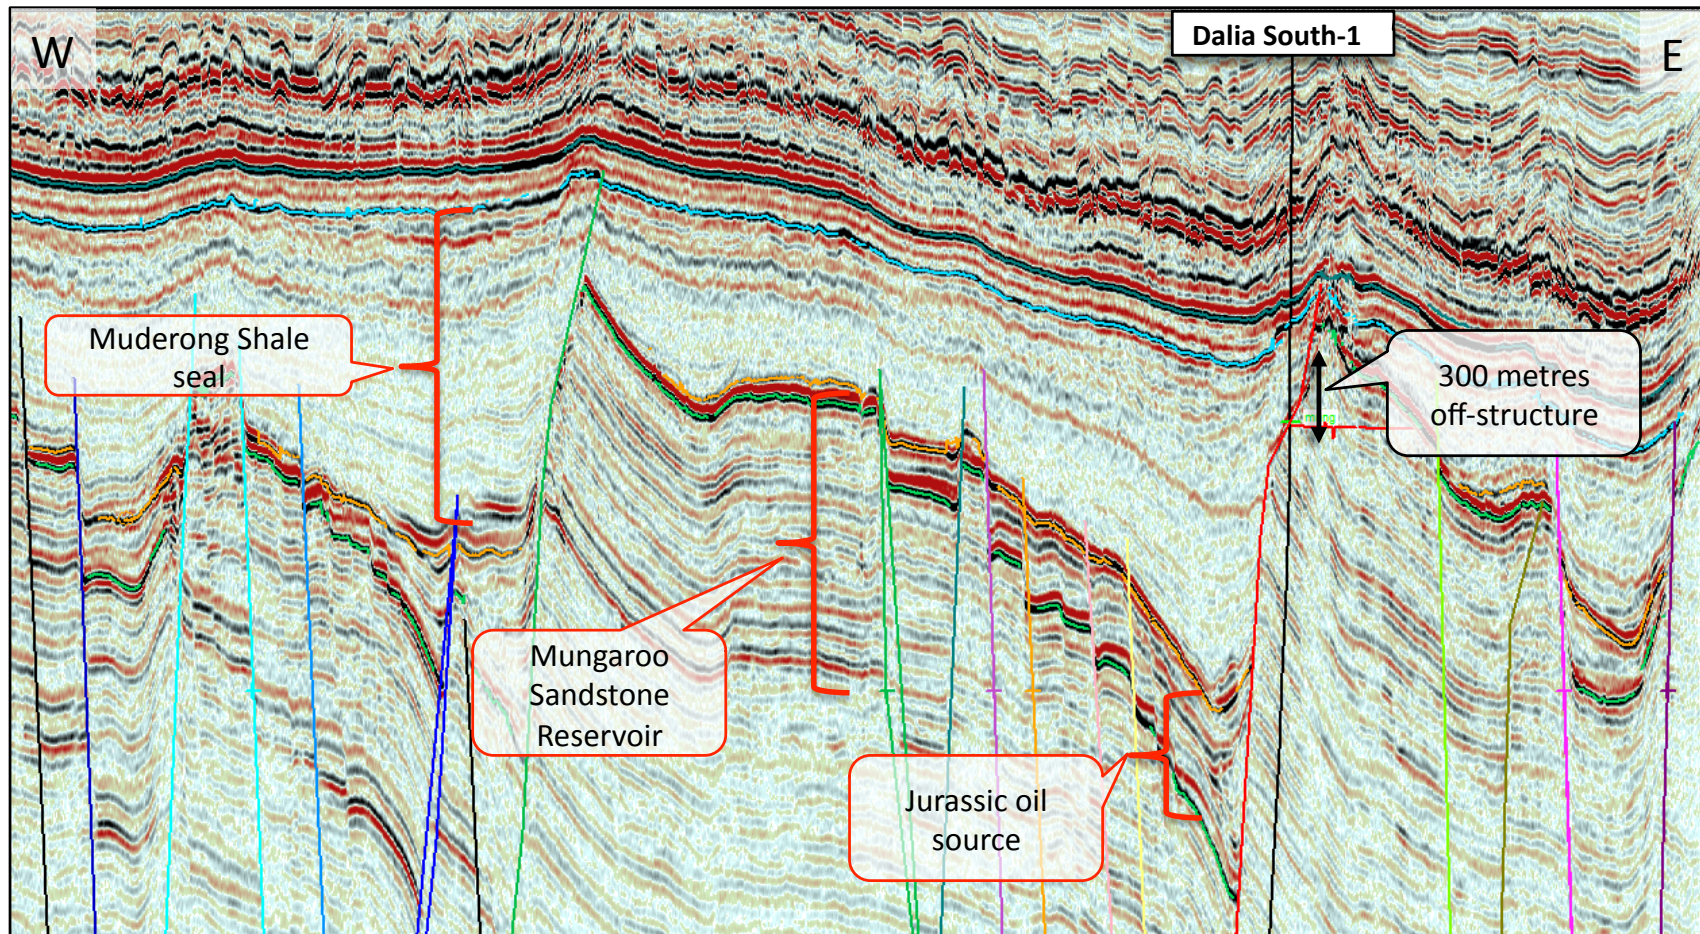 W
Dalia South-1
E
Muderong Shale
seal
300 metres
off-structure
Mungaroo
Sandstone
Reservoir
Jurassic oil
source